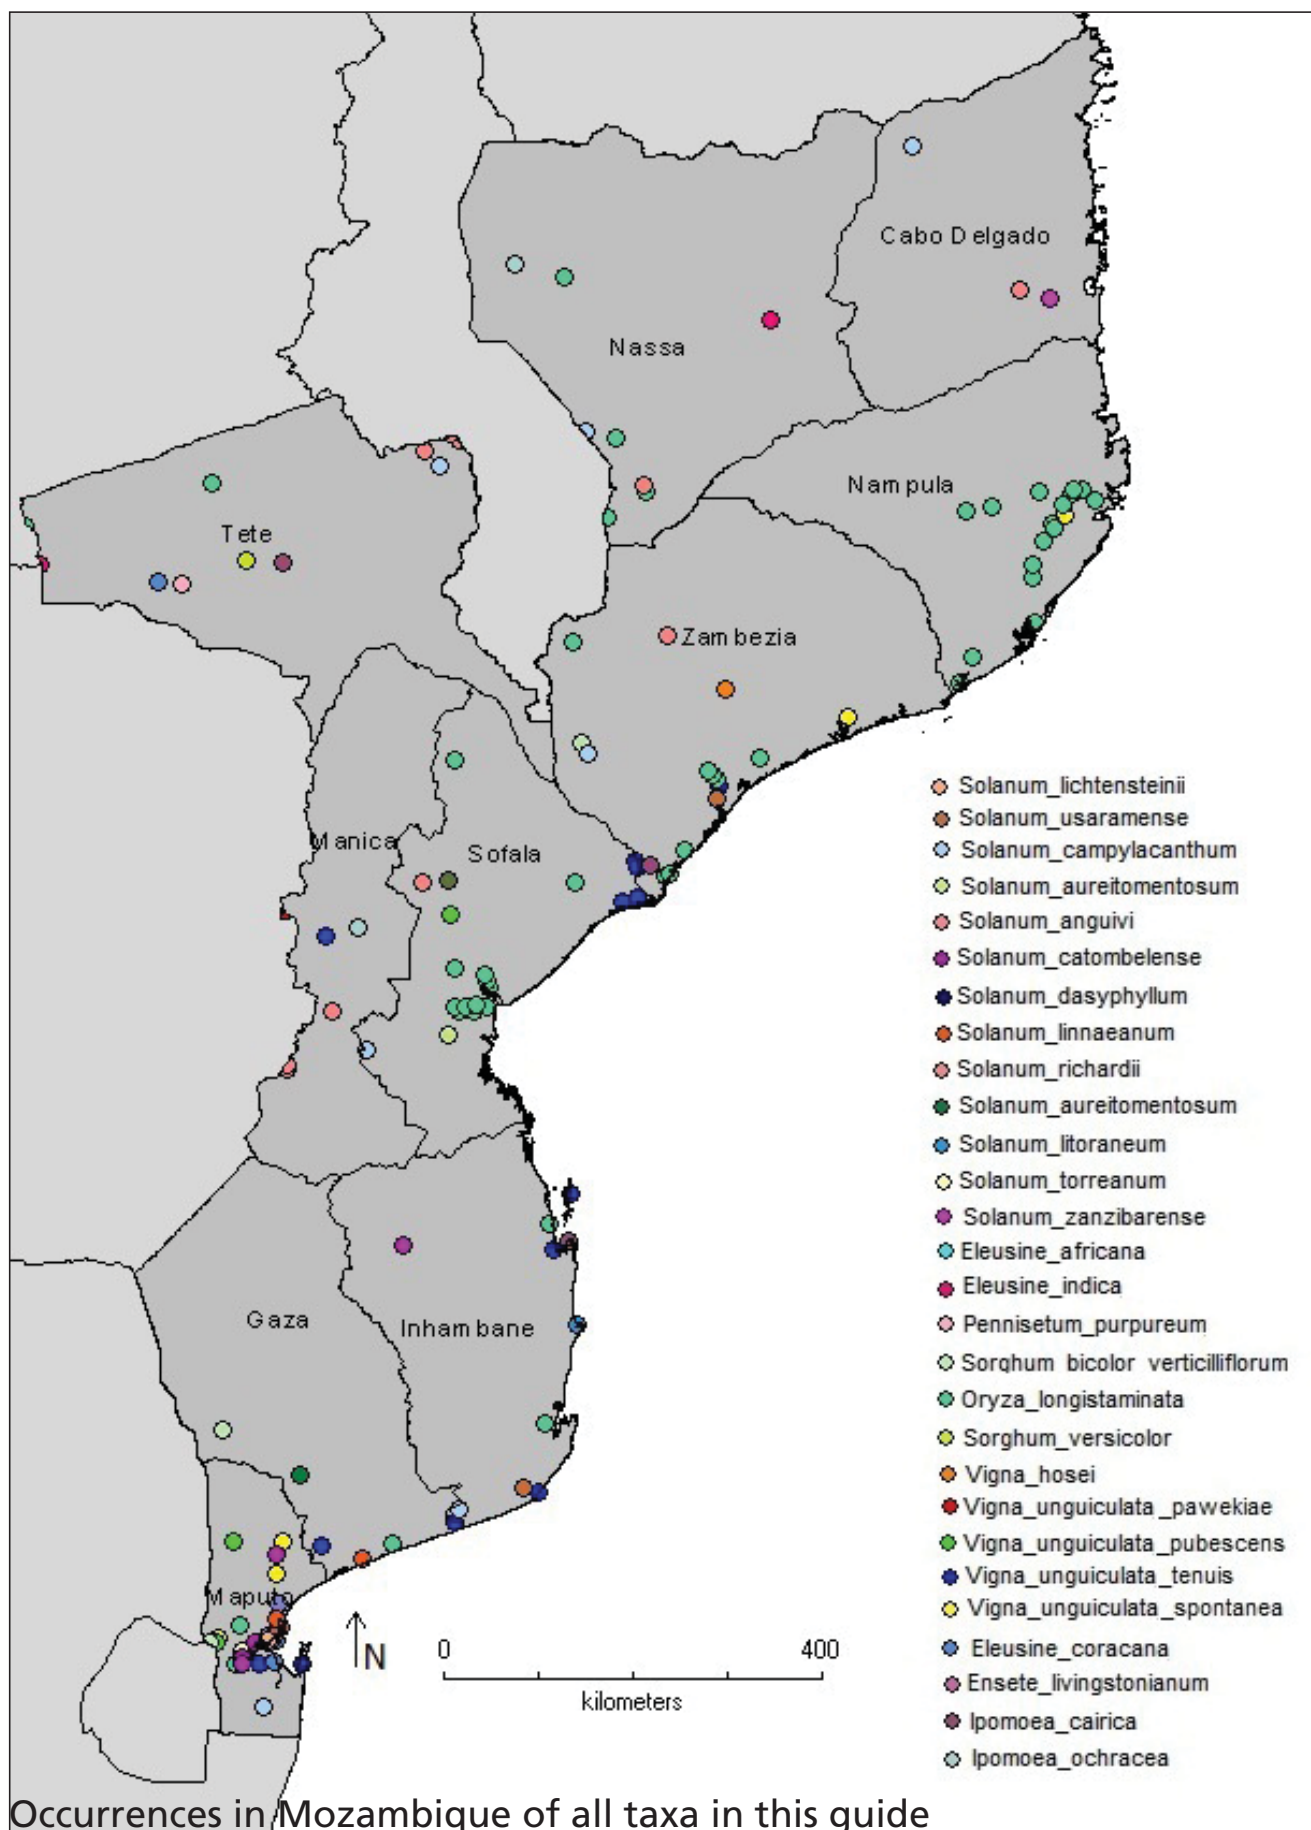 Cabo Delgado
Nassa
Nampula
Tete
Zambezia
Manica
Sofala
Gaza
Inhambane
Maputo
N
0 400
kilometers
Solanum_lichtensteinii
Solanum_usaramense
Solanum_campylacanthum
Solanum_aureitomentosum
Solanum_anguivi
Solanum_catombelense
Solanum_dasyphyllum
Solanum_linnaeanum
Solanum_richardii
Solanum_aureitomentosum
Solanum_litoraneum
Solanum_torreanum
Solanum_zanzibarense
Eleusine_africana
Eleusine_indica
Pennisetum_purpureum
Sorghum_bicolor_verticilliflorum
Oryza_longistaminata
Sorghum_versicolor
Vigna_hosei
Vigna_unguiculata_pawekiae
Vigna_unguiculata_pubescens
Vigna_unguiculata_tenuis
Vigna_unguiculata_spontanea
Eleusine_coracana
Ensete_livingstonianum
Ipomoea_cairica
Ipomoea_ochracea
Occurrences in Mozambique of all taxa in this guide